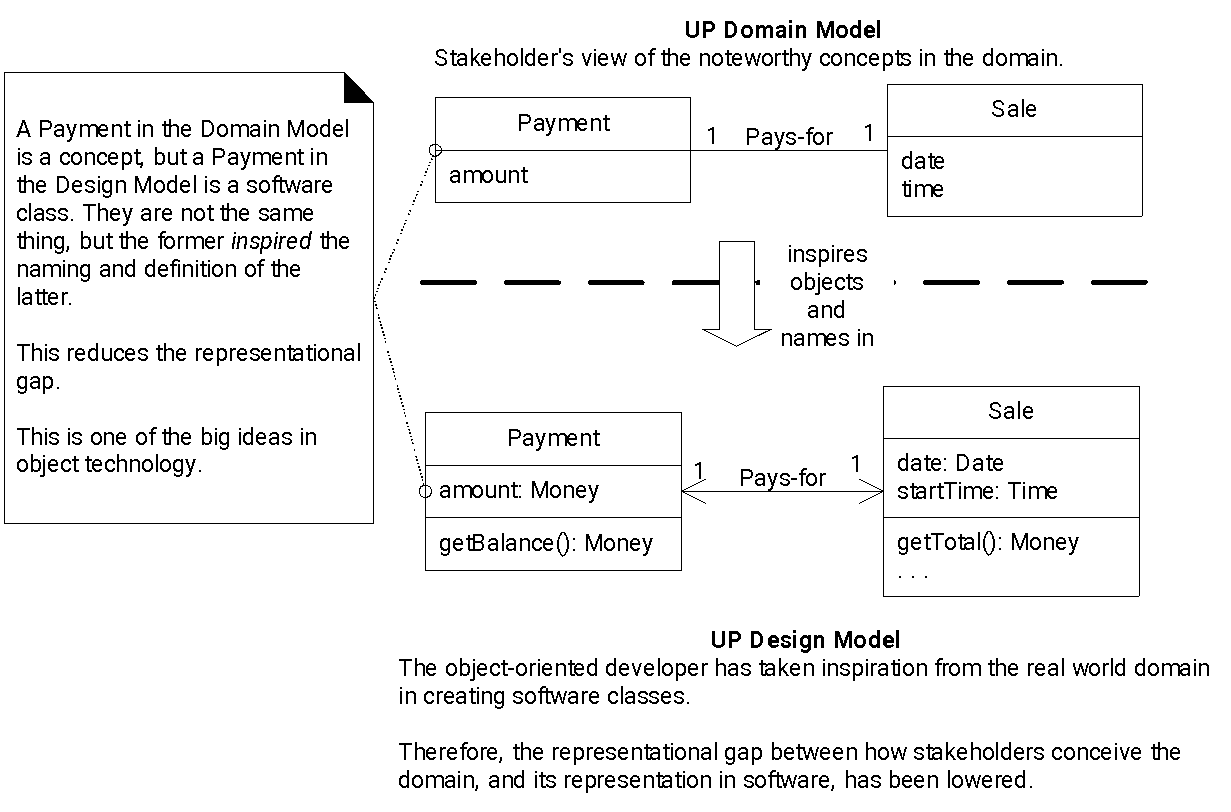 UP Domain Model
Stakeholder's view of the noteworthy concepts in the domain.
A Payment in the Domain Model
is a concept, but a Payment in
the Design Model is a software
class. They are not the same
thing, but the former inspired the
naming and definition of the
latter.
This reduces the representational
gap.
This is one of the big ideas in
object technology.
Payment
amount
1 Pays-for 1
Sale
date
time
inspires
objects
and
names in
Payment
amount: Money
getBalance(): Money
1 Pays-for 1
Sale
date: Date
startTime: Time
getTotal(): Money
. . .
UP Design Model
The object-oriented developer has taken inspiration from the real world domain
in creating software classes.
Therefore, the representational gap between how stakeholders conceive the
domain, and its representation in software, has been lowered.